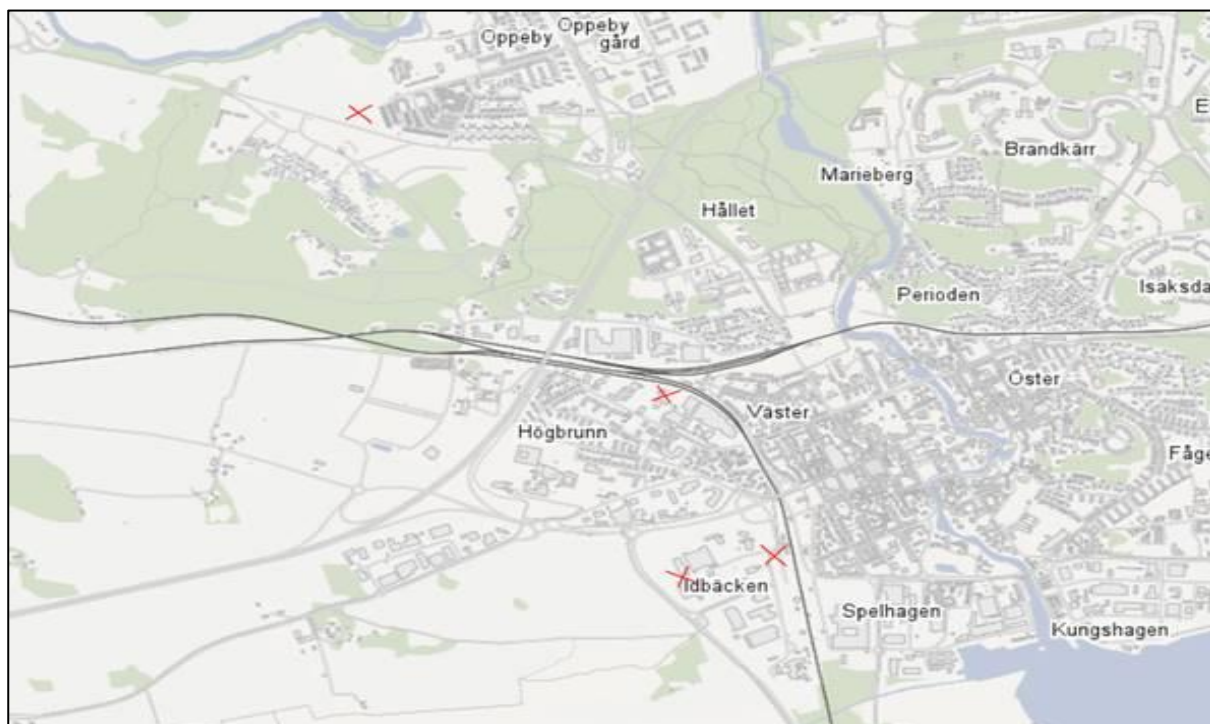 Oppeby
Oppeby
gård
E
Brandkärr
Marieberg
Hållet
Isaksda
Perioden
Öster
Väster
Högbrunn
Fåge
Idbäcken
Spelhagen
Kungshagen